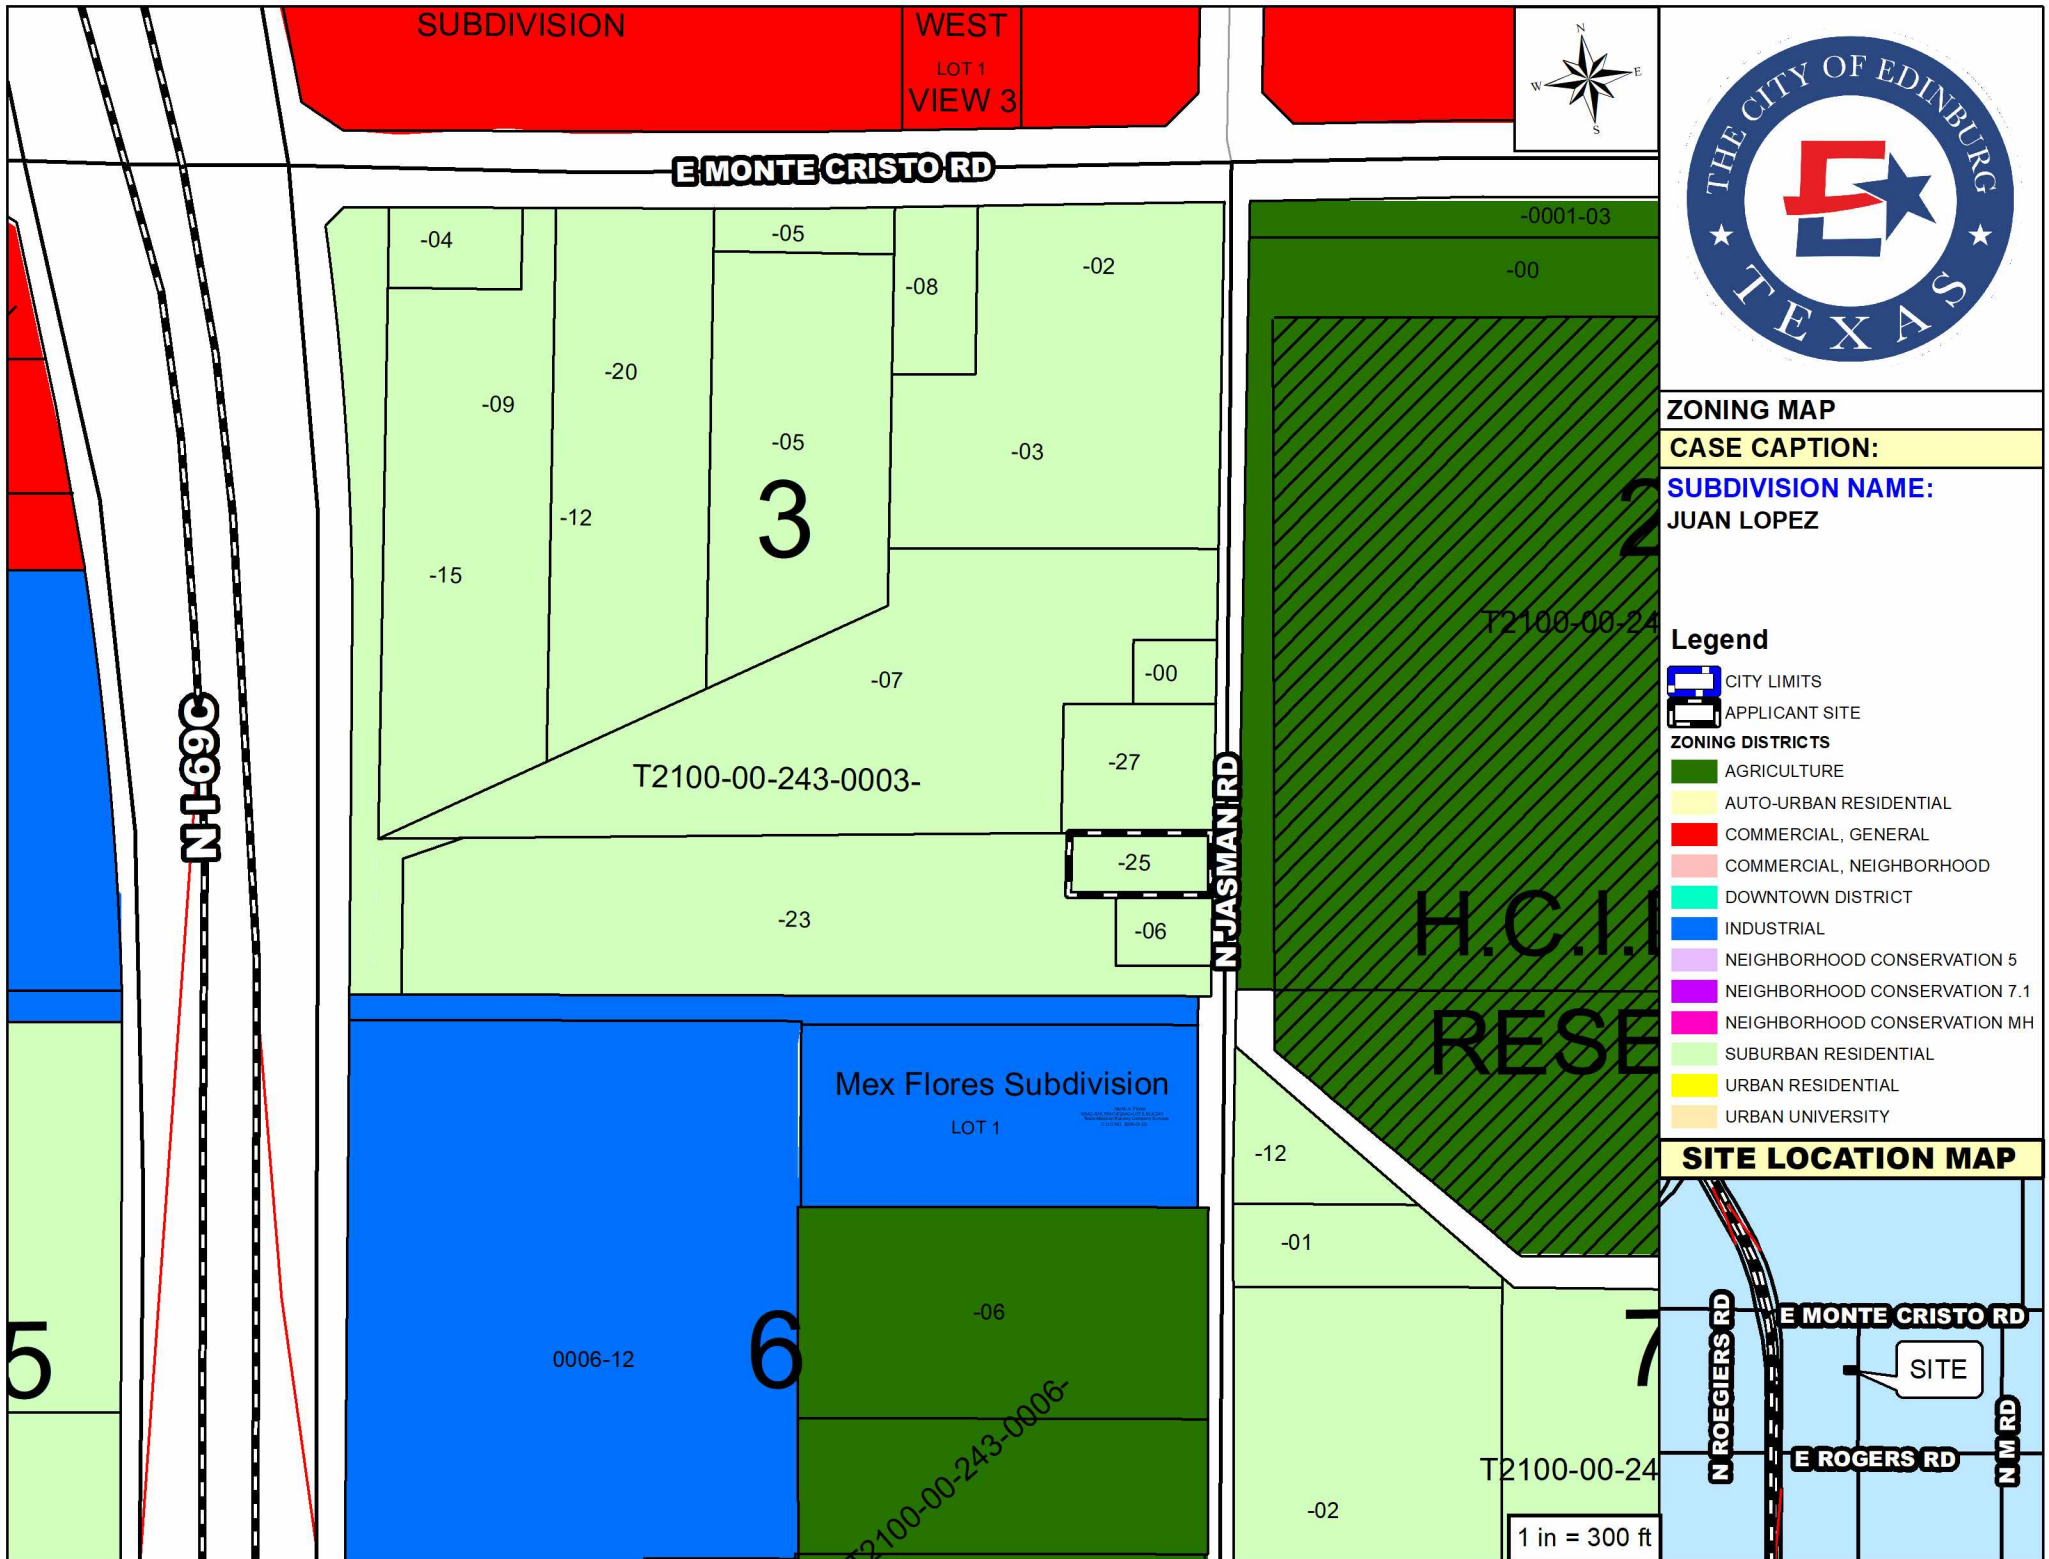 SUBDIVISION
WEST
LOT 1
VIEW 3
N
W
E
S
E MONTE CRISTO RD
-04
-05
-08
-02
-20
-09
-05
-03
3
-12
-15
-07
-00
-27
T2100-00-243-0003-
-25
-23
-06
N I-69C
N JASMAN RD
-0001-03
-00
2
T2100-00-24
H.C.I.
RESE
Mex Flores Subdivision
LOT 1
-12
-01
-06
6
0006-12
5
7
T2100-00-243-0006-
T2100-00-24
-02
1 in = 300 ft
THE CITY OF EDINBURG
TEXAS
ZONING MAP
CASE CAPTION:
SUBDIVISION NAME:
JUAN LOPEZ
Legend
CITY LIMITS
APPLICANT SITE
ZONING DISTRICTS
AGRICULTURE
AUTO-URBAN RESIDENTIAL
COMMERCIAL, GENERAL
COMMERCIAL, NEIGHBORHOOD
DOWNTOWN DISTRICT
INDUSTRIAL
NEIGHBORHOOD CONSERVATION 5
NEIGHBORHOOD CONSERVATION 7.1
NEIGHBORHOOD CONSERVATION MH
SUBURBAN RESIDENTIAL
URBAN RESIDENTIAL
URBAN UNIVERSITY
SITE LOCATION MAP
E MONTE CRISTO RD
N ROEGIERS RD
SITE
N M RD
E ROGERS RD